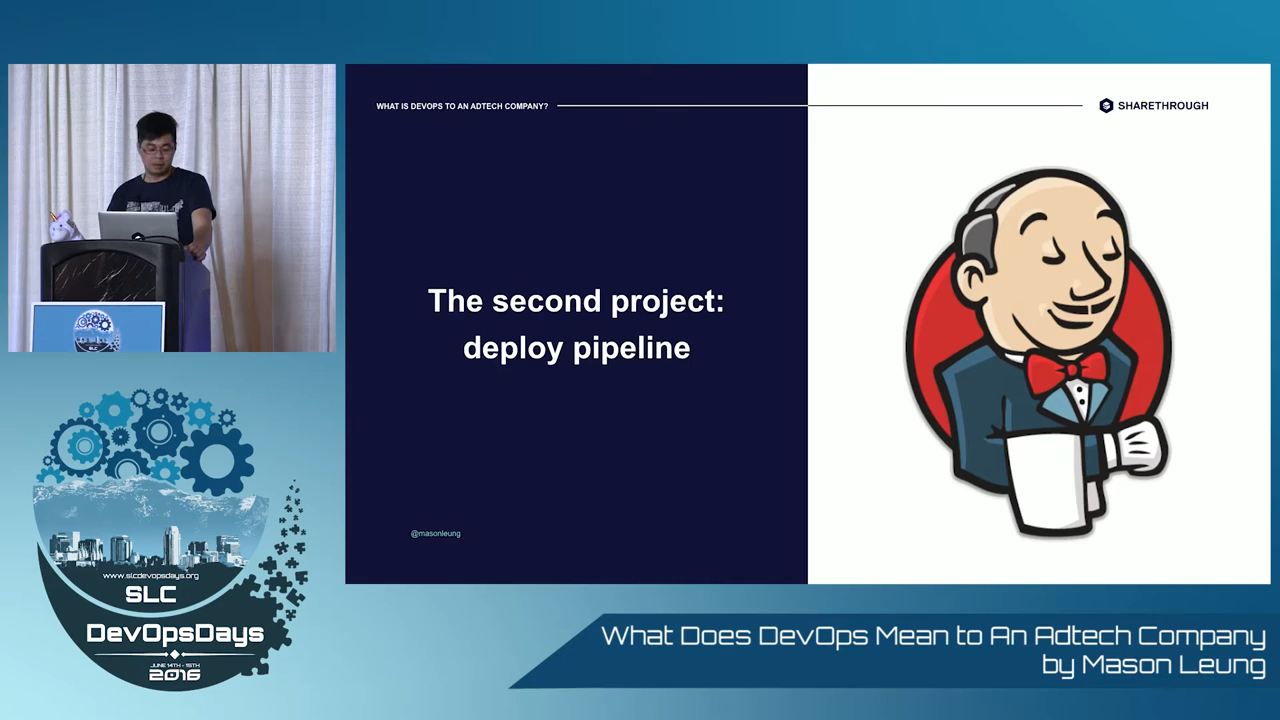 WHAT IS DEVOPS TO AN ADTECH COMPANY?
SHARETHROUGH
The second project:
deploy pipeline
@masonleung
SLC
www.slcdevopsdays.org
SLC
DevOpsDays
JUNE 14TH - 15TH
2016
What Does DevOps Mean to An Adtech Company
by Mason Leung